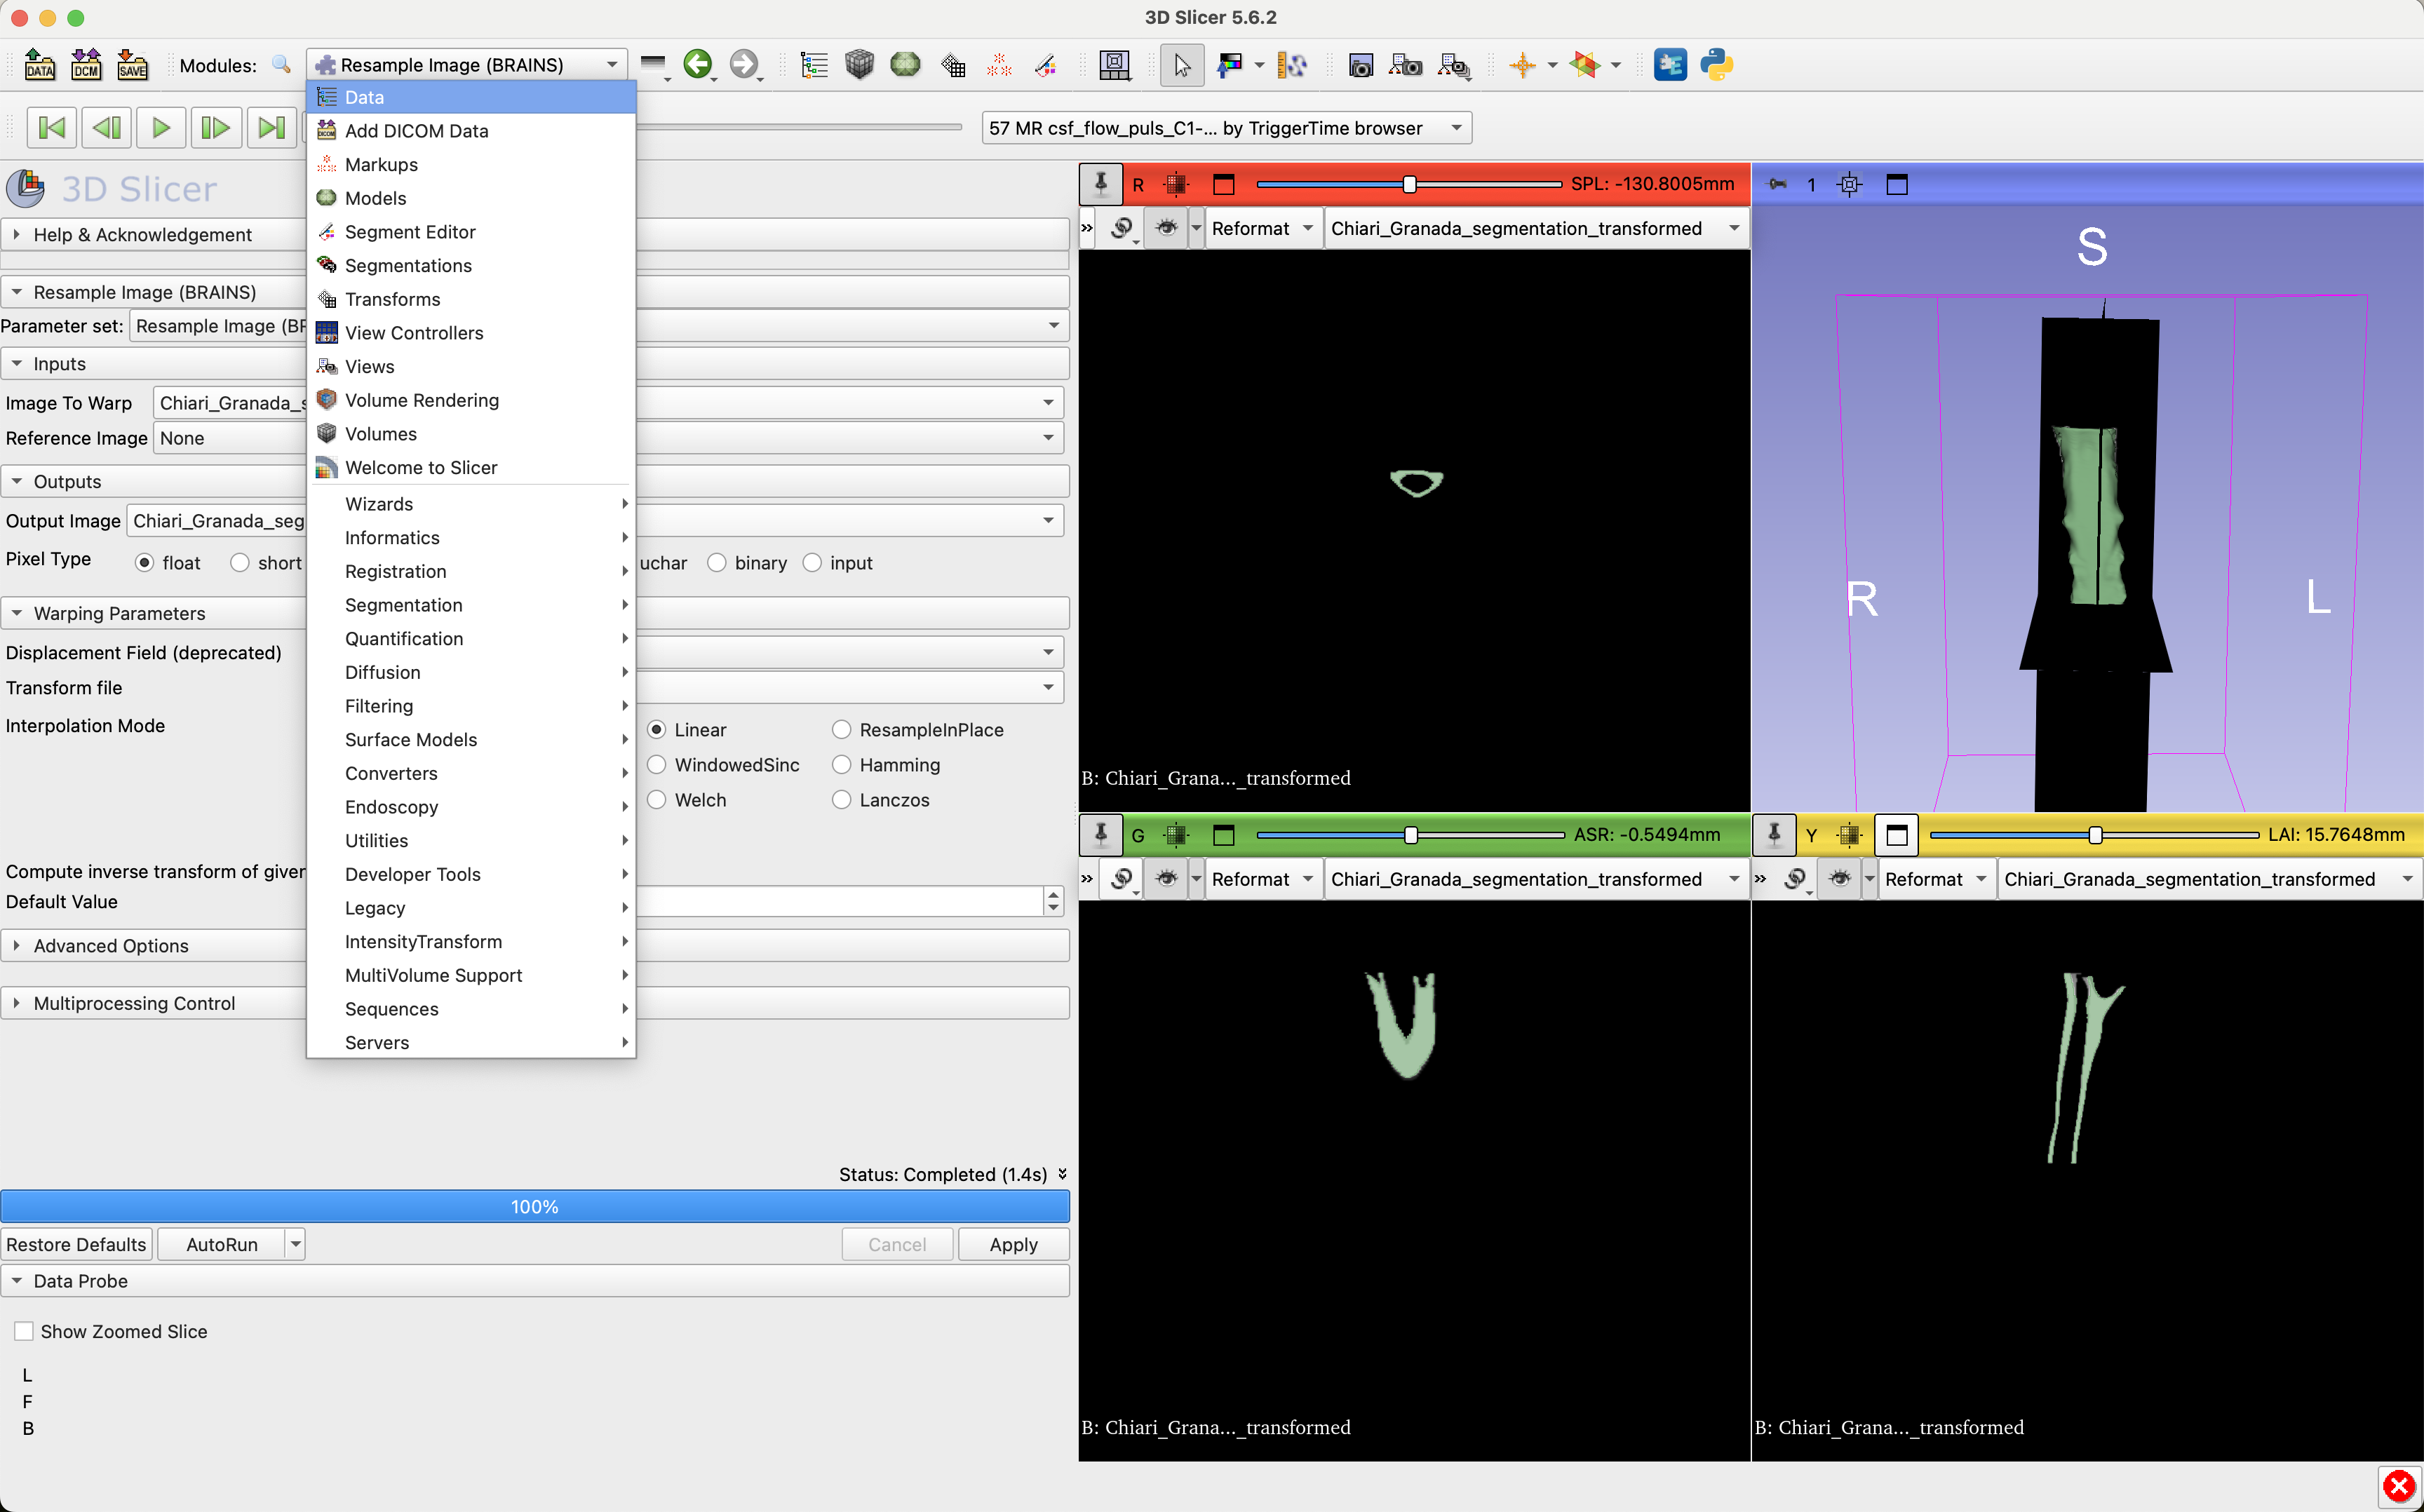 3D Slicer 5.6.2
DATA
DCM
SAVE
Modules:
Resample Image (BRAINS)
Data
Add DICOM Data
Markups
Models
Segment Editor
Segmentations
Transforms
View Controllers
Views
Volume Rendering
Volumes
Welcome to Slicer
Wizards
Informatics
Registration
Segmentation
Quantification
Diffusion
Filtering
Surface Models
Converters
Endoscopy
Utilities
Developer Tools
Legacy
IntensityTransform
MultiVolume Support
Sequences
Servers
57 MR csf_flow_puls_C1-... by TriggerTime browser
3D Slicer
Help & Acknowledgement
Resample Image (BRAINS)
Parameter set: Resample Image (BR
Inputs
Image To Warp Chiari_Granada_s
Reference Image None
Outputs
Output Image Chiari_Granada_seg
Pixel Type float short uchar binary input
Warping Parameters
Displacement Field (deprecated)
Transform file
Interpolation Mode
Linear ResampleInPlace
WindowedSinc Hamming
Welch Lanczos
Compute inverse transform of given
Default Value
Advanced Options
Multiprocessing Control
Status: Completed (1.4s)
100%
Restore Defaults AutoRun Cancel Apply
Data Probe
Show Zoomed Slice
L
F
B
R SPL: -130.8005mm
Reformat Chiari_Granada_segmentation_transformed
B: Chiari_Grana..._transformed
1
S
R L
G ASR: -0.5494mm
Reformat Chiari_Granada_segmentation_transformed
B: Chiari_Grana..._transformed
Y LAI: 15.7648mm
Reformat Chiari_Granada_segmentation_transformed
B: Chiari_Grana..._transformed